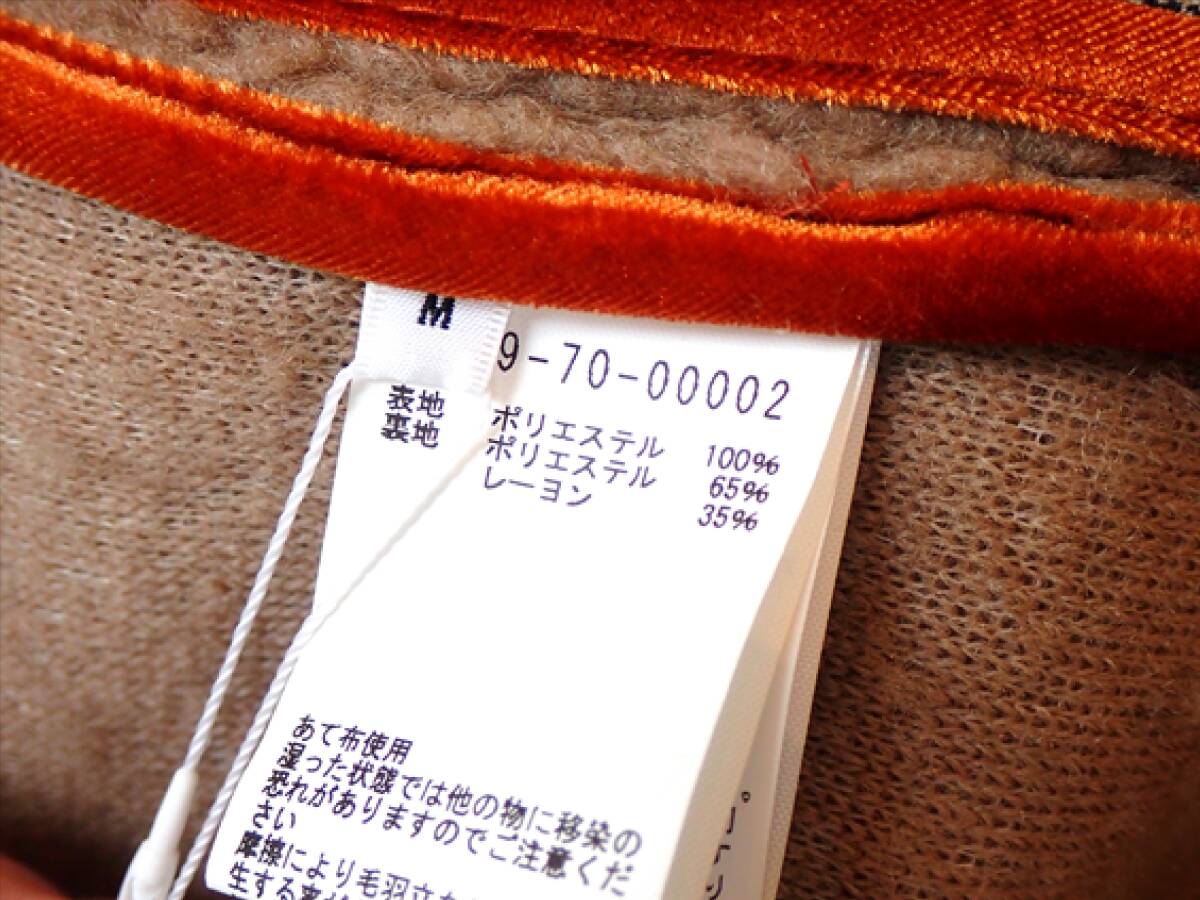 M
9-70-00002
表地 ポリエステル 100%
裏地 ポリエステル 65%
レーヨン 35%
あて布使用
湿った状態では他の物に移染の
恐れがありますのでご注意くだ
さい
摩擦により毛羽立
生する